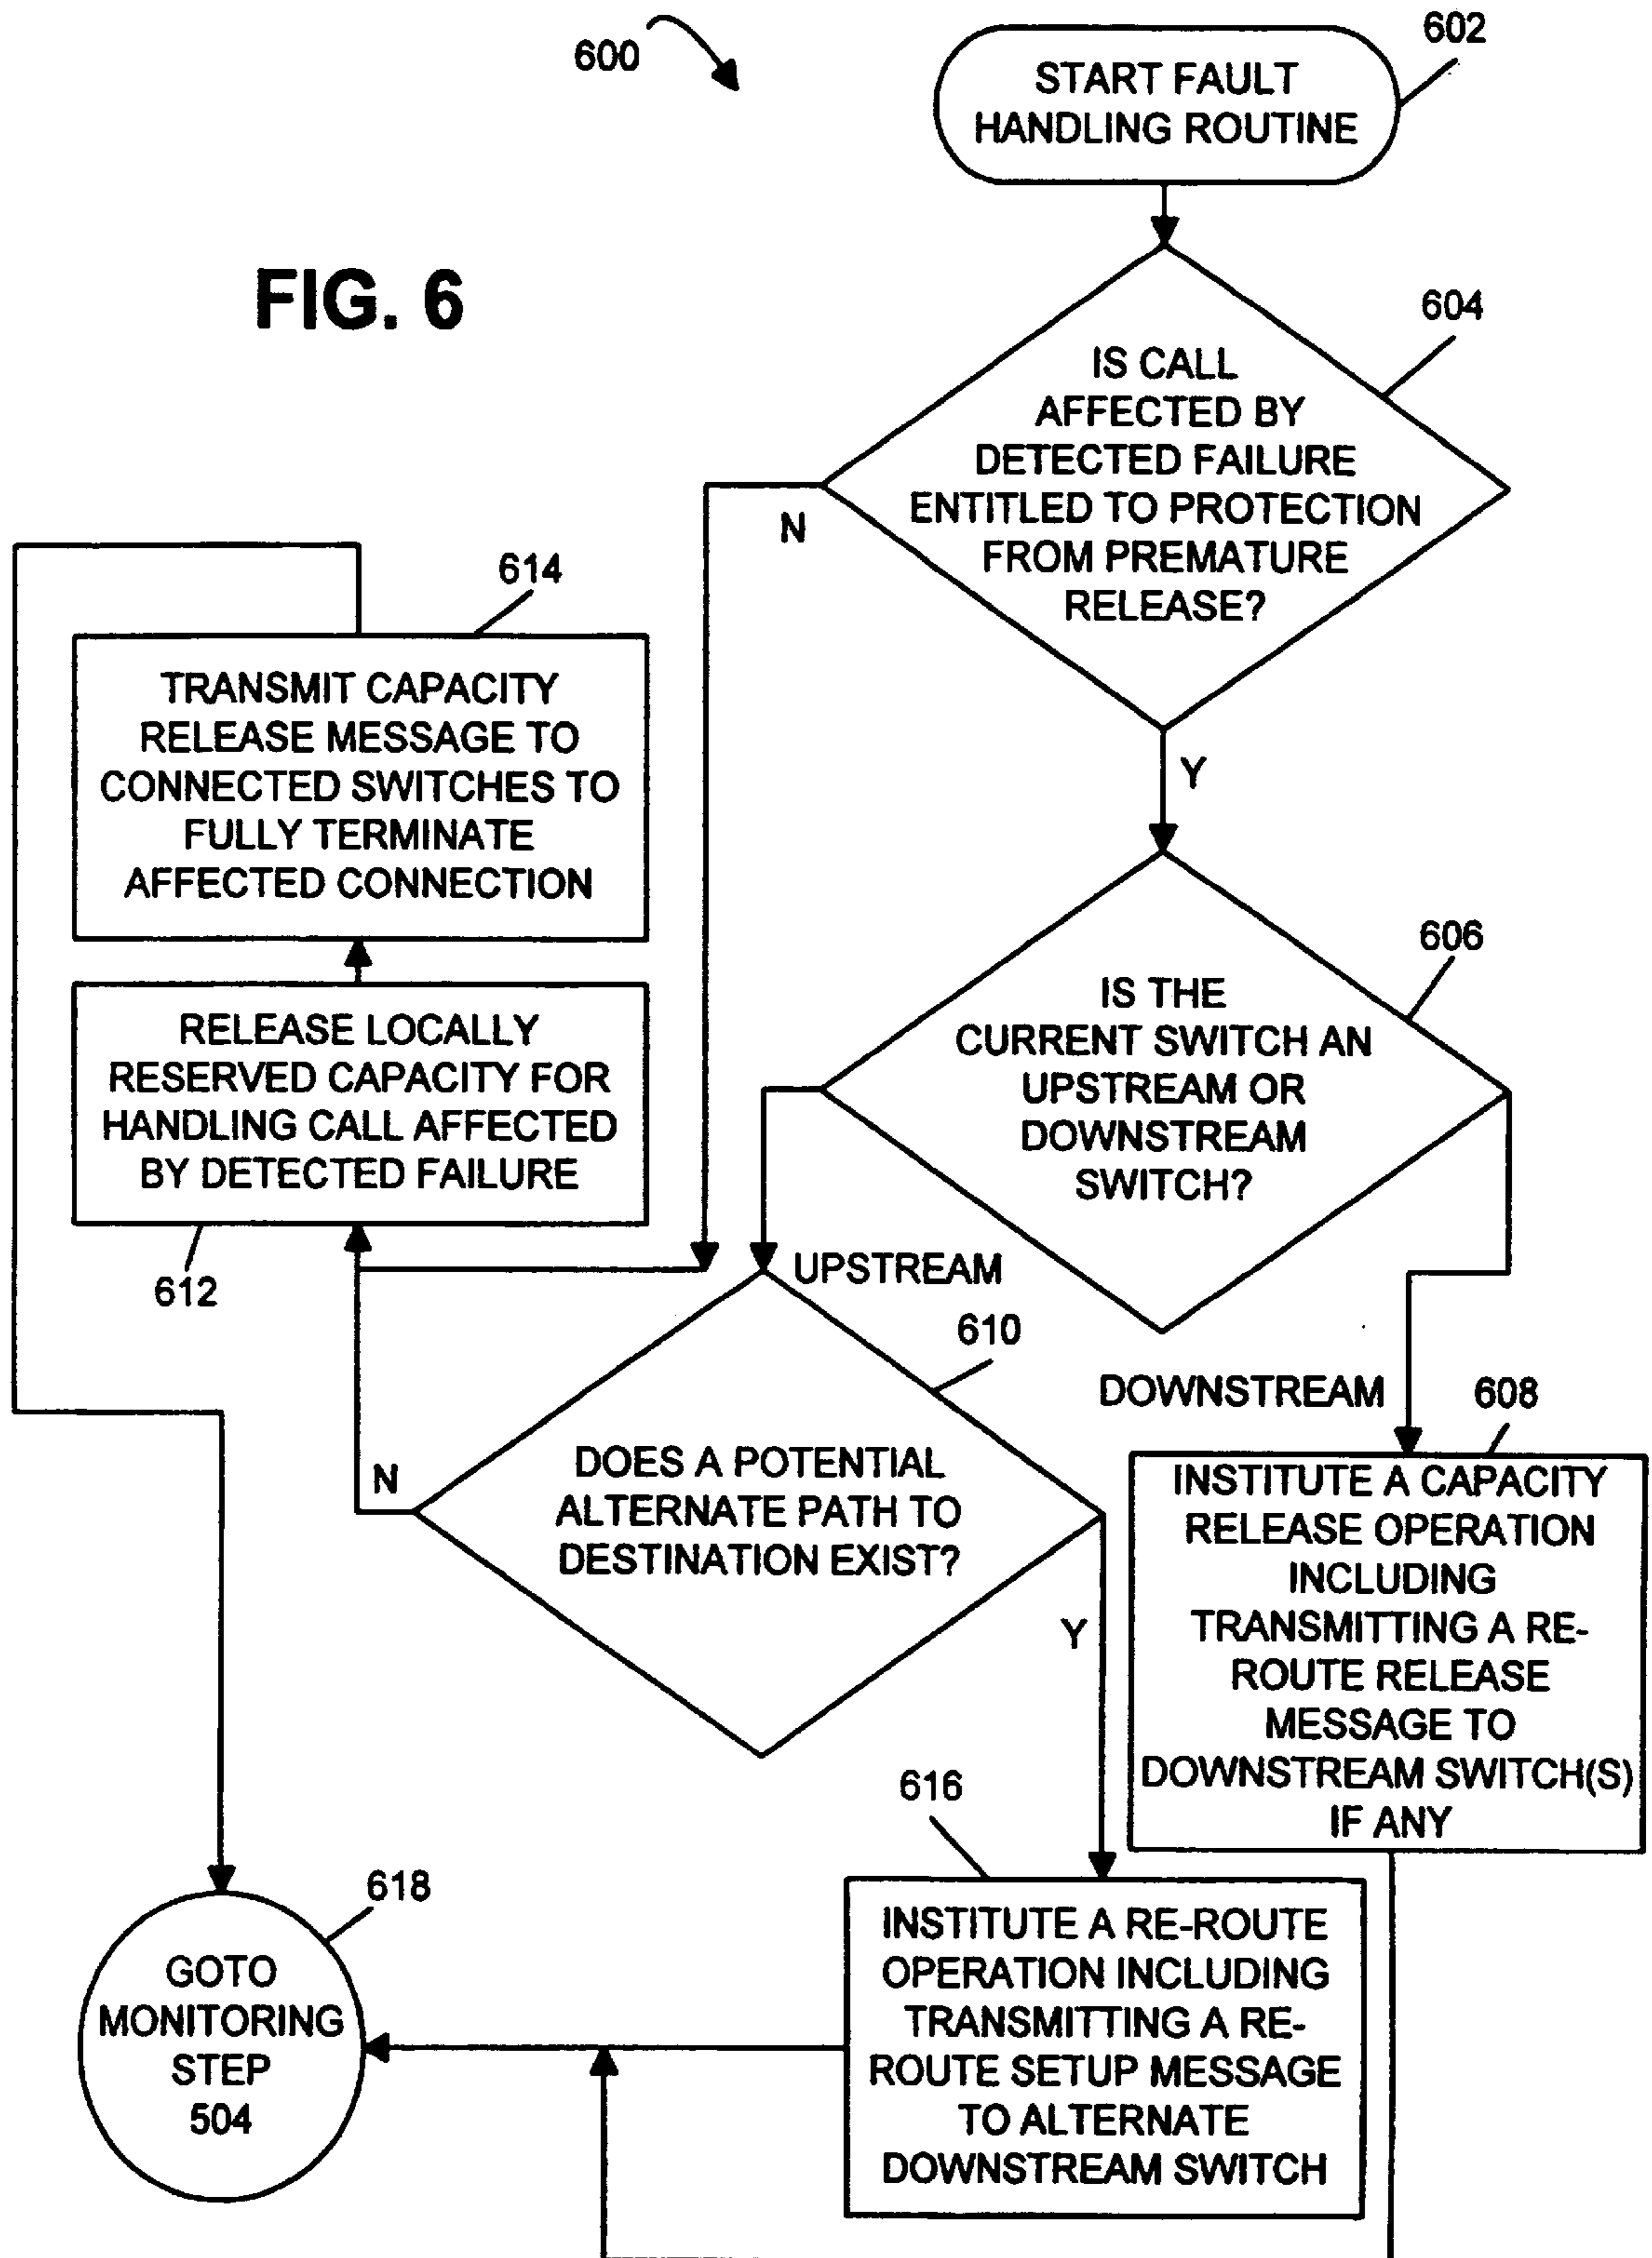 600
602
START FAULT
HANDLING ROUTINE
FIG. 6
604
IS CALL
AFFECTED BY
DETECTED FAILURE
ENTITLED TO PROTECTION
FROM PREMATURE
RELEASE?
N
Y
614
TRANSMIT CAPACITY
RELEASE MESSAGE TO
CONNECTED SWITCHES TO
FULLY TERMINATE
AFFECTED CONNECTION
606
IS THE
CURRENT SWITCH AN
UPSTREAM OR
DOWNSTREAM
SWITCH?
RELEASE LOCALLY
RESERVED CAPACITY FOR
HANDLING CALL AFFECTED
BY DETECTED FAILURE
612
UPSTREAM
610
DOWNSTREAM
608
DOES A POTENTIAL
ALTERNATE PATH TO
DESTINATION EXIST?
N
Y
INSTITUTE A CAPACITY
RELEASE OPERATION
INCLUDING
TRANSMITTING A RE-
ROUTE RELEASE
MESSAGE TO
DOWNSTREAM SWITCH(S)
IF ANY
616
INSTITUTE A RE-ROUTE
OPERATION INCLUDING
TRANSMITTING A RE-
ROUTE SETUP MESSAGE
TO ALTERNATE
DOWNSTREAM SWITCH
618
GOTO
MONITORING
STEP
504